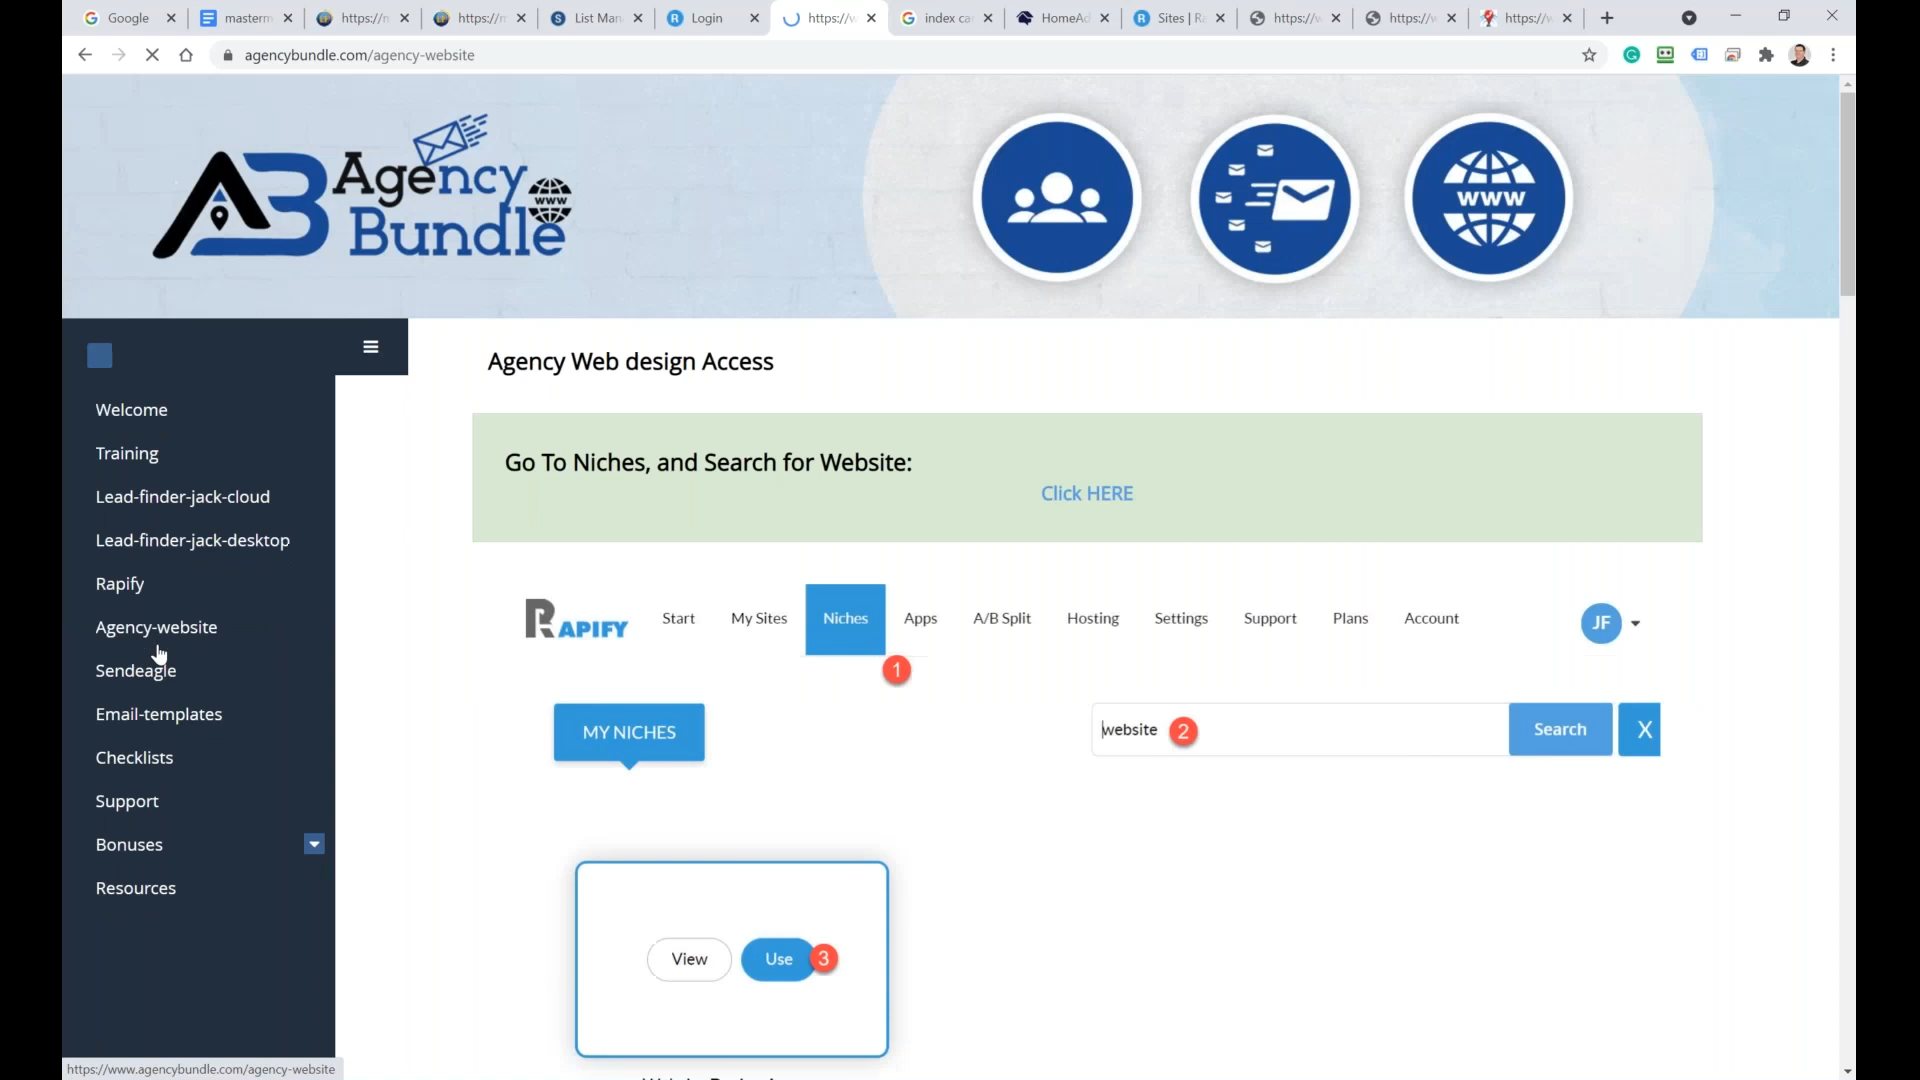 Google
masterm
https://n
https://m
List Man
Login
https://w
index ca
HomeAd
Sites | Ra
https://w
https://w
https://w
agencybundle.com/agency-website
AB Agency
www
Bundle
WWW
Agency Web design Access
Welcome
Training
Lead-finder-jack-cloud
Lead-finder-jack-desktop
Rapify
Agency-website
Sendeagle
Email-templates
Checklists
Support
Bonuses
Resources
Go To Niches, and Search for Website:
Click HERE
RAPIFY
Start
My Sites
Niches
Apps
A/B Split
Hosting
Settings
Support
Plans
Account
JF
1
MY NICHES
website
2
Search
X
View
Use
3
https://www.agencybundle.com/agency-website